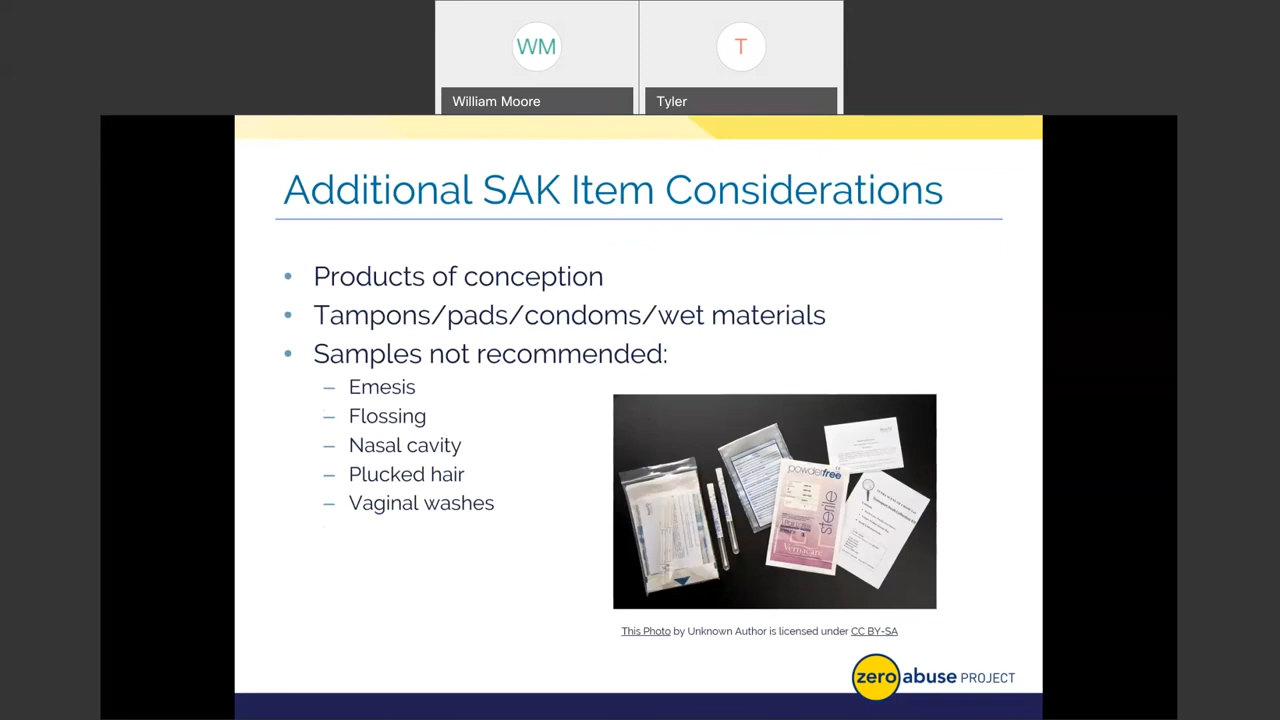 WM
T
William Moore
Tyler
Additional SAK Item Considerations
• Products of conception
• Tampons/pads/condoms/wet materials
• Samples not recommended:
– Emesis
– Flossing
– Nasal cavity
– Plucked hair
– Vaginal washes
powderfree
sterile
Vernacare
This Photo by Unknown Author is licensed under CC BY-SA
zero abuse PROJECT